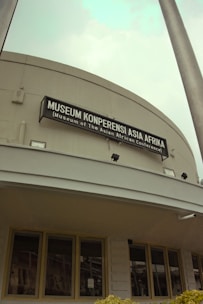 MUSEUM KONPERENSI ASIA AFRIKA
(Museum of The Asian African Conference)